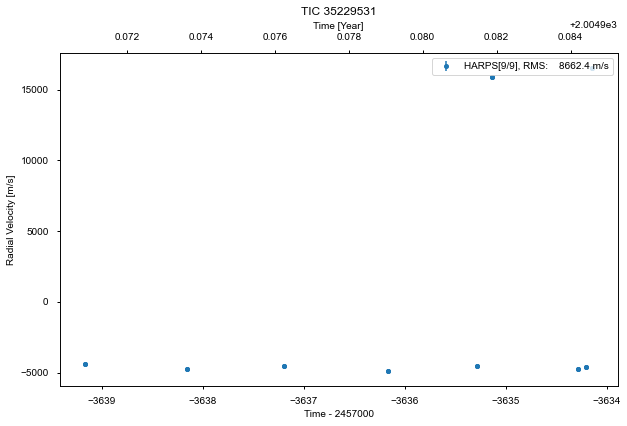 TIC 35229531
Time [Year]
+2.0049e3
0.072 0.074 0.076 0.078 0.080 0.082 0.084
HARPS[9/9], RMS: 8662.4 m/s
15000
10000
5000
0
−5000
Radial Velocity [m/s]
−3639 −3638 −3637 −3636 −3635 −3634
Time - 2457000